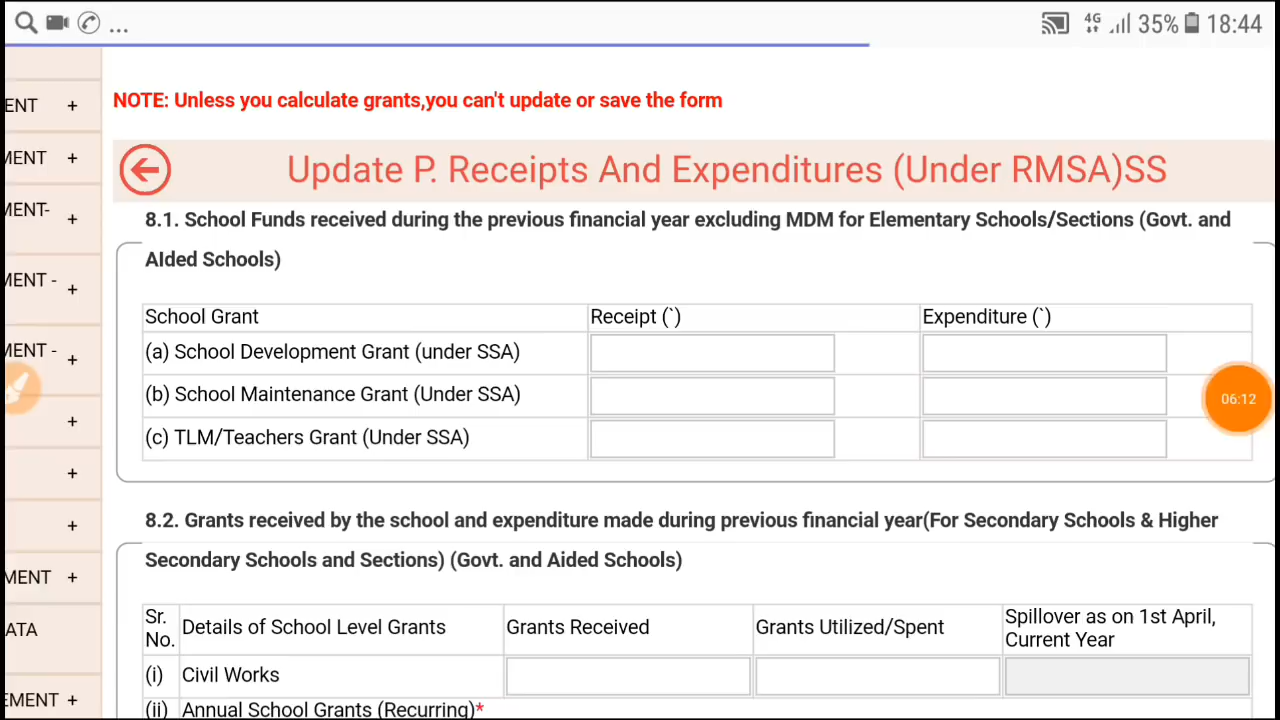 ... 4G 35% 18:44
NOTE: Unless you calculate grants,you can't update or save the form
ENT +
MENT +
MENT- +
MENT - +
MENT - +
+
+
+
MENT +
ATA
EMENT +
Update P. Receipts And Expenditures (Under RMSA)SS
8.1. School Funds received during the previous financial year excluding MDM for Elementary Schools/Sections (Govt. and
AIded Schools)
School Grant Receipt (`) Expenditure (`)
(a) School Development Grant (under SSA)
(b) School Maintenance Grant (Under SSA)
(c) TLM/Teachers Grant (Under SSA)
06:12
8.2. Grants received by the school and expenditure made during previous financial year(For Secondary Schools & Higher
Secondary Schools and Sections) (Govt. and Aided Schools)
Sr. No. Details of School Level Grants Grants Received Grants Utilized/Spent Spillover as on 1st April,
Current Year
(i) Civil Works
(ii) Annual School Grants (Recurring)*